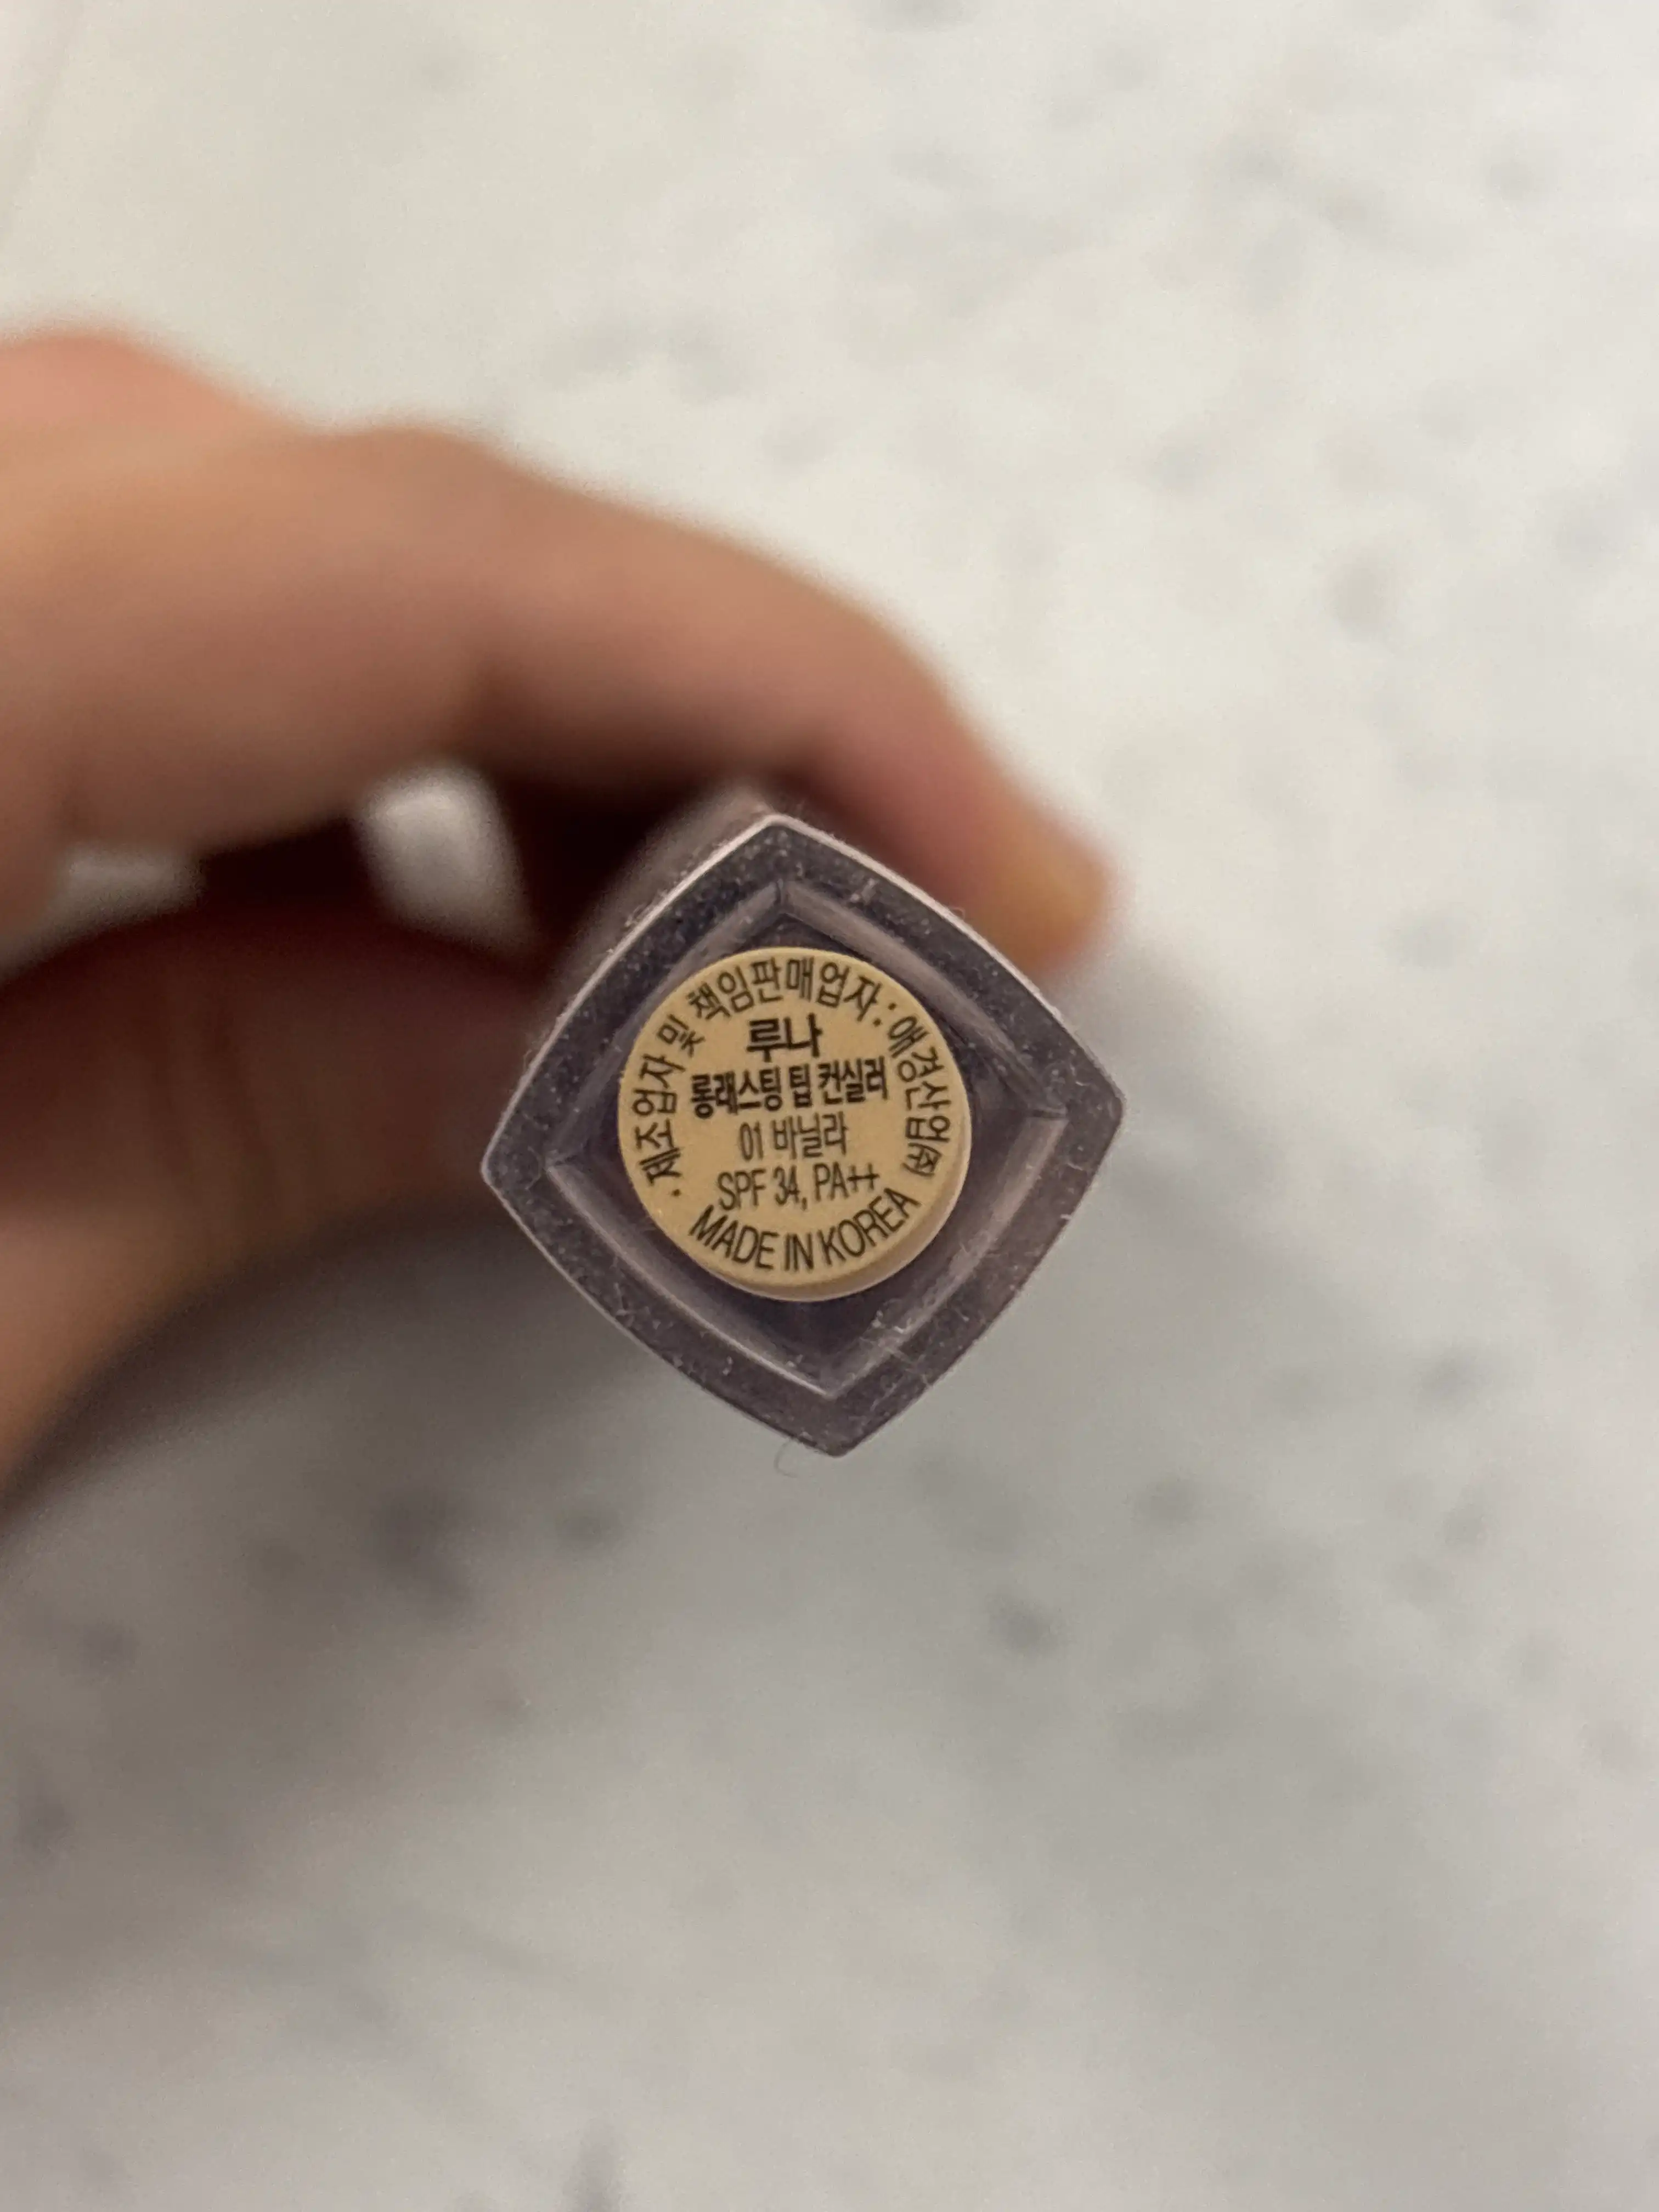 · 제조업자 및 책임판매업자 : 애경산업㈜
루나
롱래스팅 팁 컨실러
01 바닐라
SPF 34, PA++
MADE IN KOREA